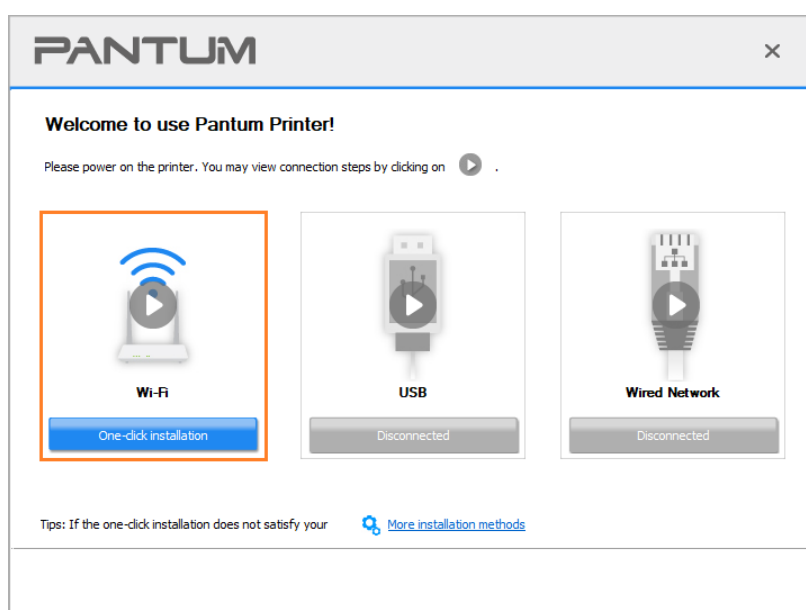 PANTUM
Welcome to use Pantum Printer!
Please power on the printer. You may view connection steps by clicking on .
Wi-Fi
USB
Wired Network
One-click installation
Disconnected
Disconnected
Tips: If the one-click installation does not satisfy your
More installation methods